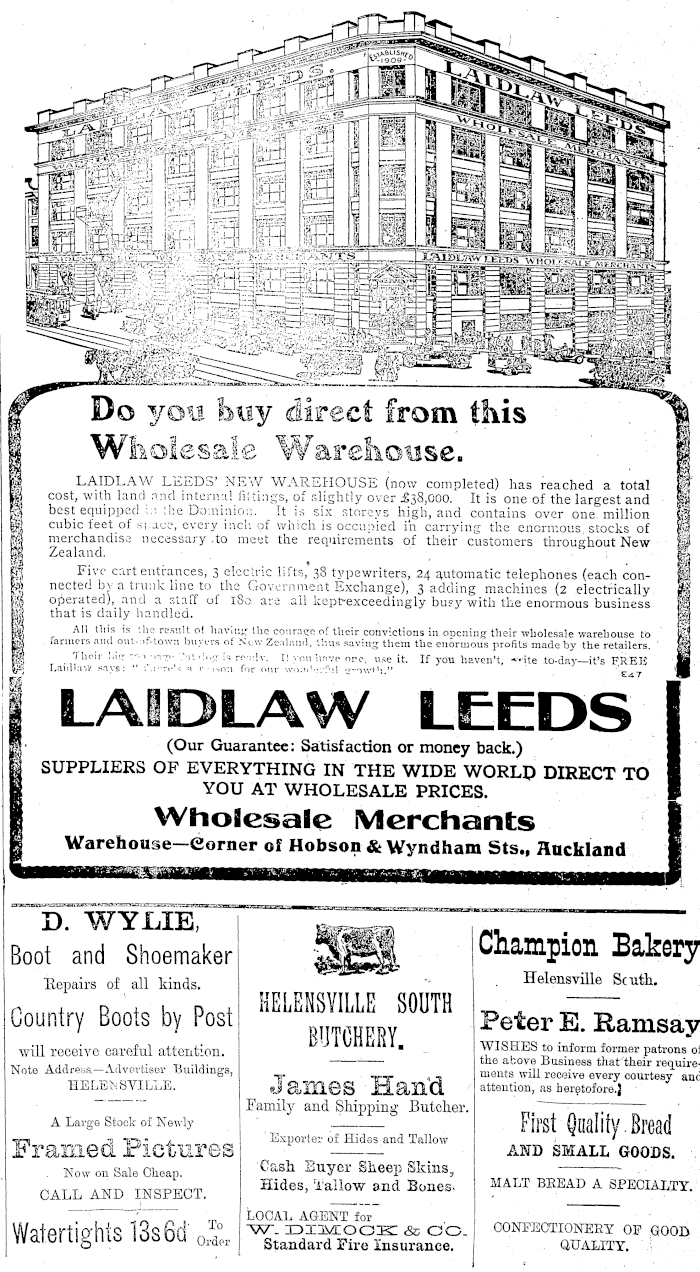 ESTABLISHED
1909
LAIDLAW LEEDS.
LAIDLAW LEEDS
WHOLESALE MERCHANTS
MERCHANTS
LAIDLAW LEEDS WHOLESALE MERCHANTS
Do you buy direct from this
Wholesale Warehouse.
LAIDLAW LEEDS' NEW WAREHOUSE (now completed) has reached a total
cost, with land and internal fittings, of slightly over £38,000. It is one of the largest and
best equipped in the Dominion. It is six storeys high, and contains over one million
cubic feet of space, every inch of which is occupied in carrying the enormous stocks of
merchandise necessary to meet the requirements of their customers throughout New
Zealand.
Five cart entrances, 3 electric lifts, 38 typewriters, 24 automatic telephones (each con-
nected by a trunk line to the Government Exchange), 3 adding machines (2 electrically
operated), and a staff of 180 are all kept exceedingly busy with the enormous business
that is daily handled.
All this is the result of having the courage of their convictions in opening their wholesale warehouse to
farmers and out-of-town buyers of New Zealand, thus saving them the enormous profits made by the retailers.
Their big is ready. If you have one, use it. If you haven't, write to-day—it's FREE
Laidlaw says: "There's a reason for our wonderful growth."
E47
LAIDLAW LEEDS
(Our Guarantee: Satisfaction or money back.)
SUPPLIERS OF EVERYTHING IN THE WIDE WORLD DIRECT TO
YOU AT WHOLESALE PRICES.
Wholesale Merchants
Warehouse—Corner of Hobson & Wyndham Sts., Auckland
D. WYLIE,
Boot and Shoemaker
Repairs of all kinds.
Country Boots by Post
will receive careful attention.
Note Address.—Advertiser Buildings,
HELENSVILLE.
A Large Stock of Newly
Framed Pictures
Now on Sale Cheap.
CALL AND INSPECT.
Watertights 13s6d To Order
HELENSVILLE SOUTH
BUTCHERY.
James Hand
Family and Shipping Butcher.
Exporter of Hides and Tallow
Cash Buyer Sheep Skins,
Hides, Tallow and Bones.
LOCAL AGENT for
W. DIMOCK & CO.
Standard Fire Insurance.
Champion Bakery
Helensville South.
Peter E. Ramsay
WISHES to inform former patrons of
the above Business that their require-
ments will receive every courtesy and
attention, as heretofore.
First Quality Bread
AND SMALL GOODS.
MALT BREAD A SPECIALTY.
CONFECTIONERY OF GOOD
QUALITY.